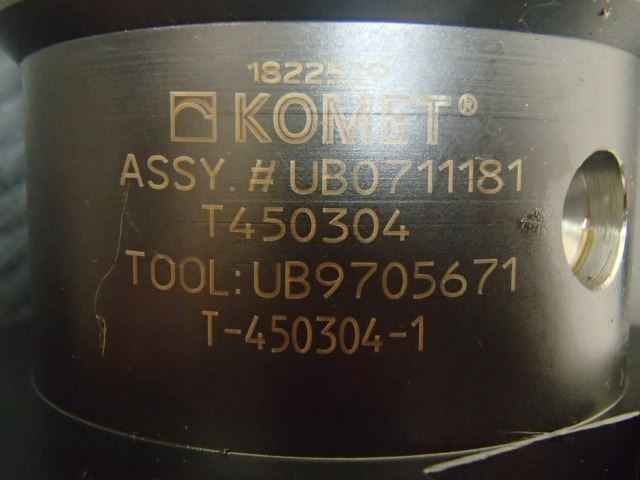 KOMET®
ASSY. # UB0711181
T450304
TOOL: UB9705671
T-450304-1